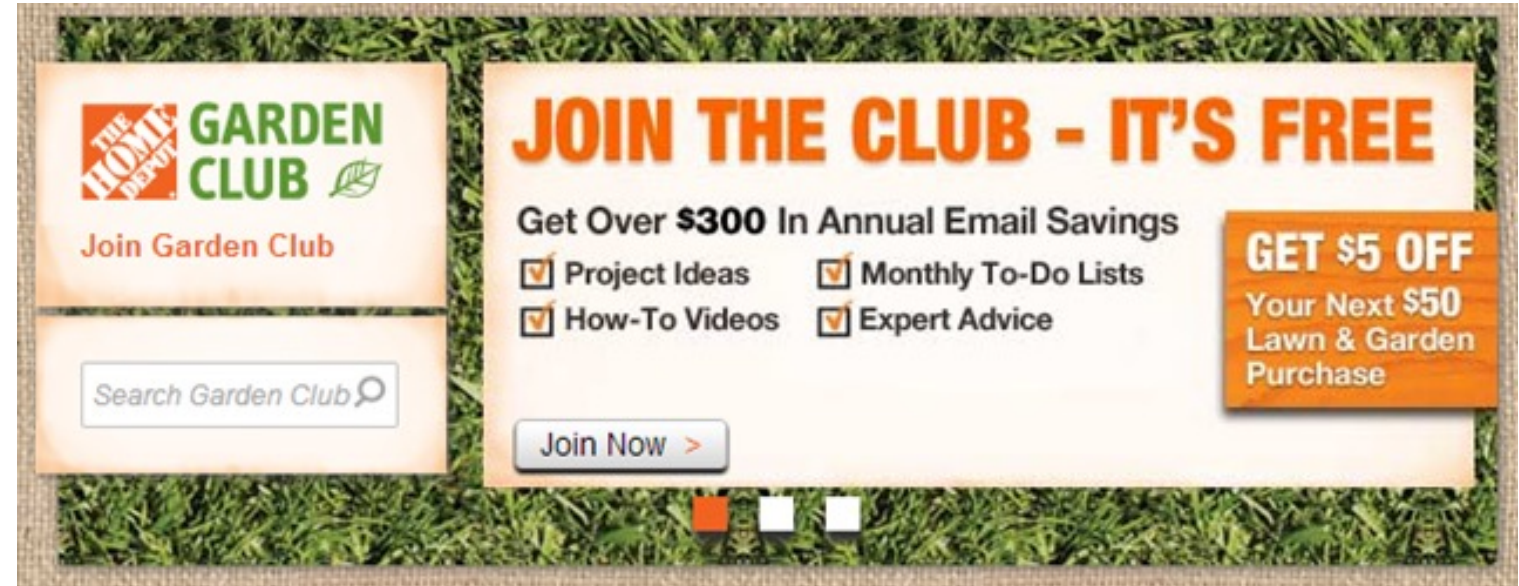 THE
HOME
DEPOT
GARDEN
CLUB
Join Garden Club
Search Garden Club
JOIN THE CLUB - IT'S FREE
Get Over $300 In Annual Email Savings
Project Ideas
Monthly To-Do Lists
How-To Videos
Expert Advice
Join Now >
GET $5 OFF
Your Next $50
Lawn & Garden
Purchase